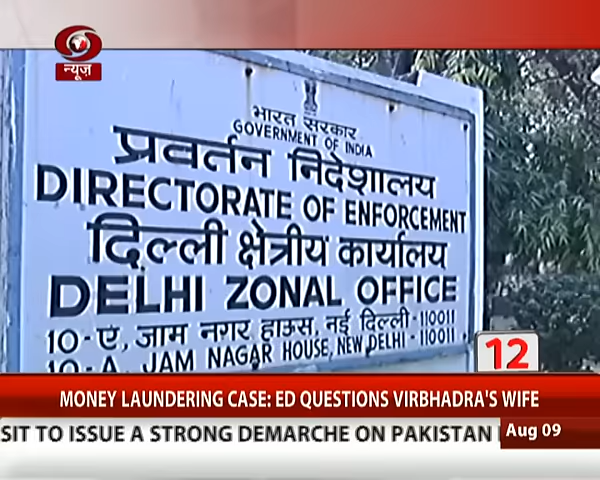 न्यूज़
भारत सरकार
GOVERNMENT OF INDIA
प्रवर्तन निदेशालय
DIRECTORATE OF ENFORCEMENT
दिल्ली क्षेत्रीय कार्यालय
DELHI ZONAL OFFICE
10-ए, जाम नगर हाऊस, नई दिल्ली-110011
10-A, JAM NAGAR HOUSE, NEW DELHI-110011
12
MONEY LAUNDERING CASE: ED QUESTIONS VIRBHADRA'S WIFE
SIT TO ISSUE A STRONG DEMARCHE ON PAKISTAN
Aug 09